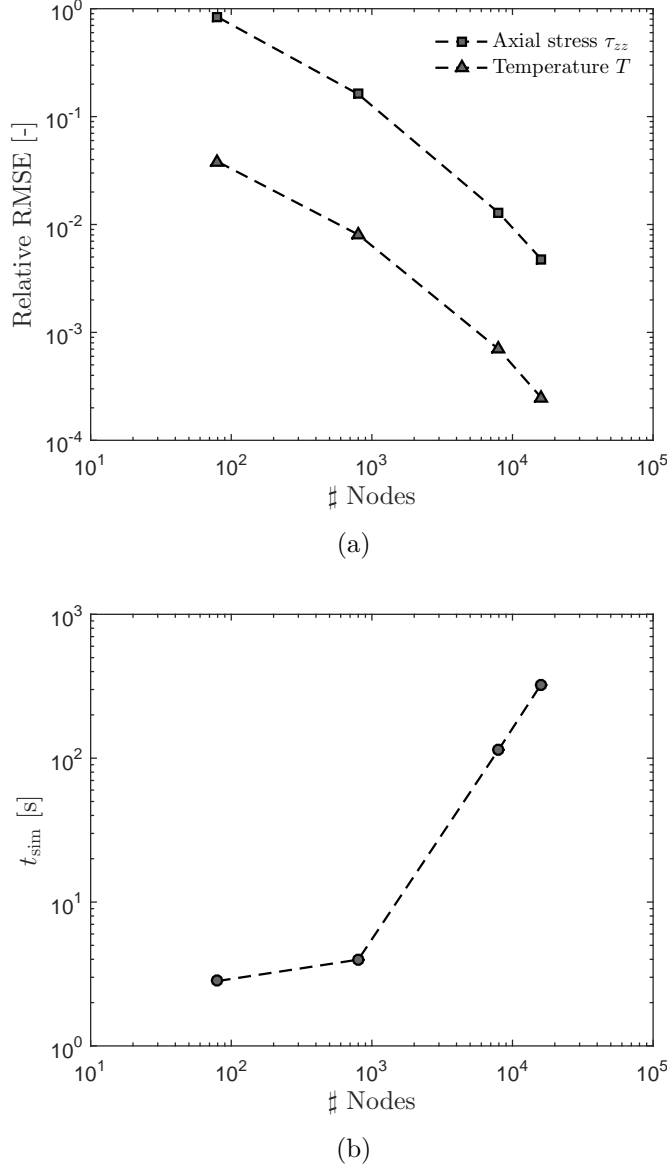 10^0
10^-1
10^-2
10^-3
10^-4
Relative RMSE [-]
Axial stress τ_zz
Temperature T
10^1 10^2 10^3 10^4 10^5
♯ Nodes
(a)
10^3
10^2
10^1
10^0
t_sim [s]
10^1 10^2 10^3 10^4 10^5
♯ Nodes
(b)